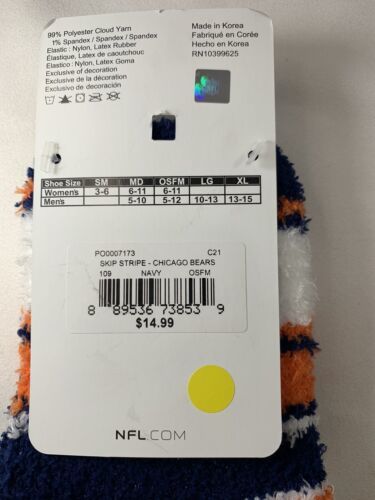 99% Polyester Cloud Yarn
1% Spandex / Spandex / Spandex
Elastic : Nylon, Latex Rubber
Élastique, Latex de caoutchouc
Elastico : Nylon, Latex Goma
Exclusive of decoration
Exclusive de la décoration
Exclusivo de decoración
Made in Korea
Fabriqué en Corée
Hecho en Korea
RN10399625
Shoe Size SM MD OSFM LG XL
Women's 3-6 6-11 6-11
Men's 5-10 5-12 10-13 13-15
PO0007173 C21
SKIP STRIPE - CHICAGO BEARS
109 NAVY OSFM
8 89536 73853 9
$14.99
NFL.COM